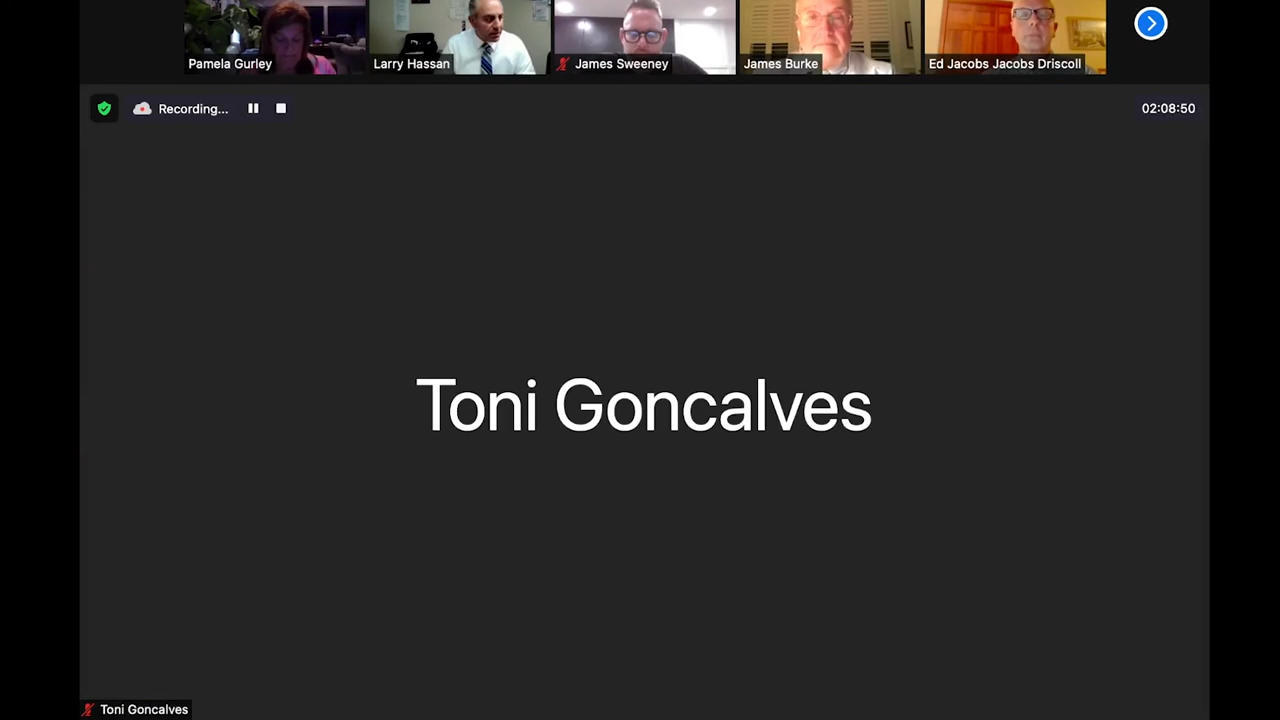 Pamela Gurley
Larry Hassan
James Sweeney
James Burke
Ed Jacobs Jacobs Driscoll
Recording...
02:08:50
Toni Goncalves
Toni Goncalves